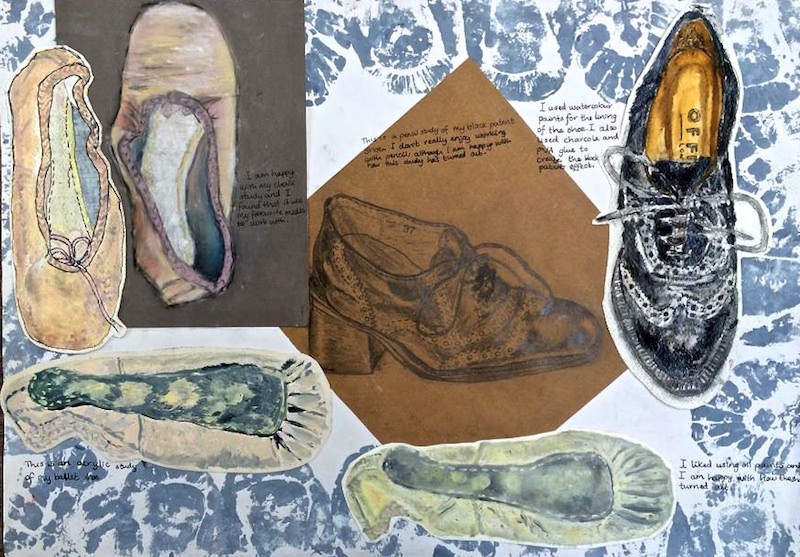 I am happy
with my chalk
study and I
found that it was
my favourite media
to work with.
This is a pencil study of my black patent
shoe. I don't really enjoy working
with pencil although I am happy with
how this study has turned out.
37
I used watercolour
paints for the lining
of the shoe. I also
used charcole and
PVA glue to
create the black
patent effect.
OFFI
This is an acrylic study
of my ballet shoe
I liked using oil paints and
I am happy with how these
turned out